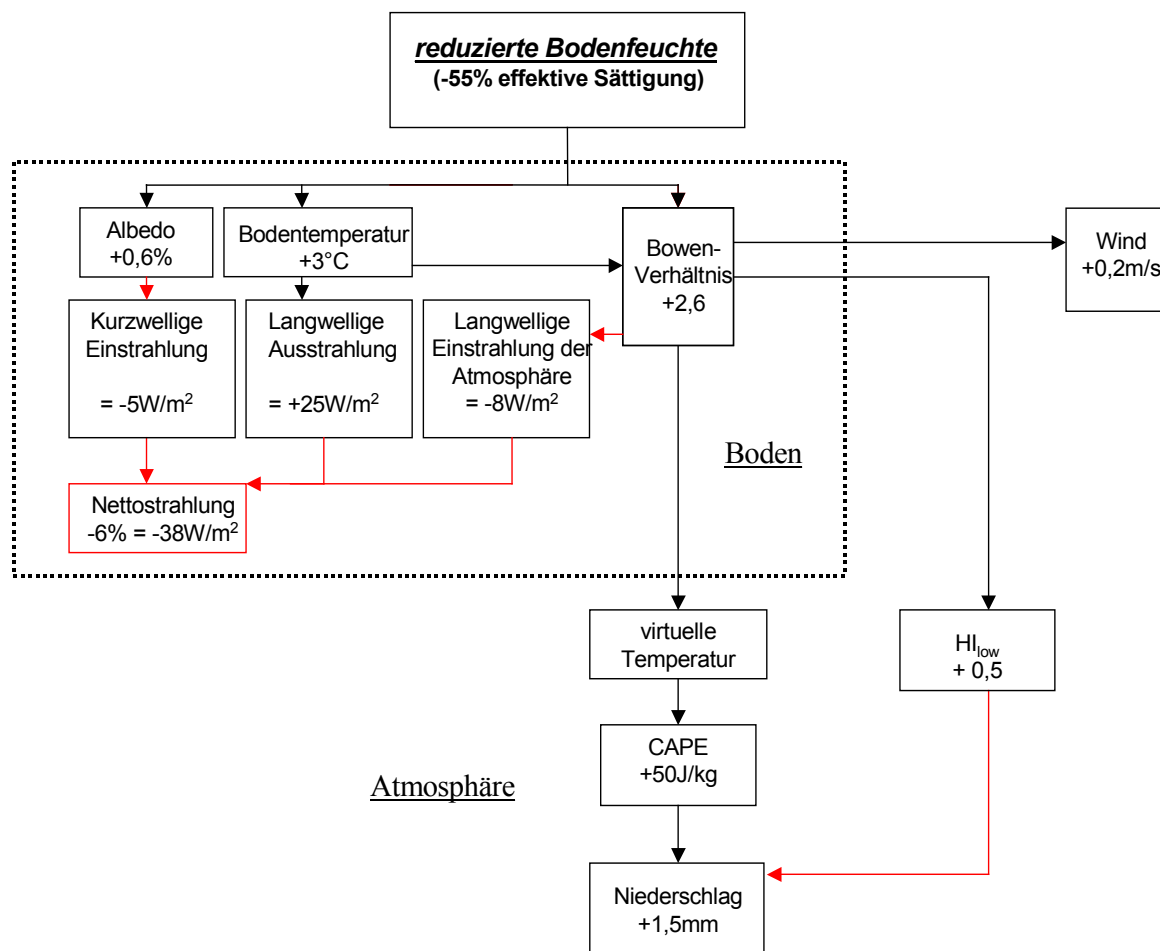 reduzierte Bodenfeuchte
(-55% effektive Sättigung)
Albedo
+0,6%
Bodentemperatur
+3°C
Bowen-
Verhältnis
+2,6
Wind
+0,2m/s
Kurzwellige
Einstrahlung
= -5W/m²
Langwellige
Ausstrahlung
= +25W/m²
Langwellige
Einstrahlung der
Atmosphäre
= -8W/m²
Boden
Nettostrahlung
-6% = -38W/m²
virtuelle
Temperatur
HIlow
+ 0,5
CAPE
+50J/kg
Atmosphäre
Niederschlag
+1,5mm